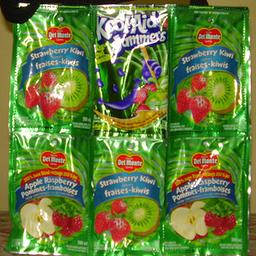 Del Monte
Strawberry Kiwi
fraises-kiwis
Kool-Aid
Jammers
Del Monte
Strawberry Kiwi
fraises-kiwis
Del Monte
Apple Raspberry
Pommes-framboises
Del Monte
Strawberry Kiwi
fraises-kiwis
Del Monte
Apple Raspberry
Pommes-framboises